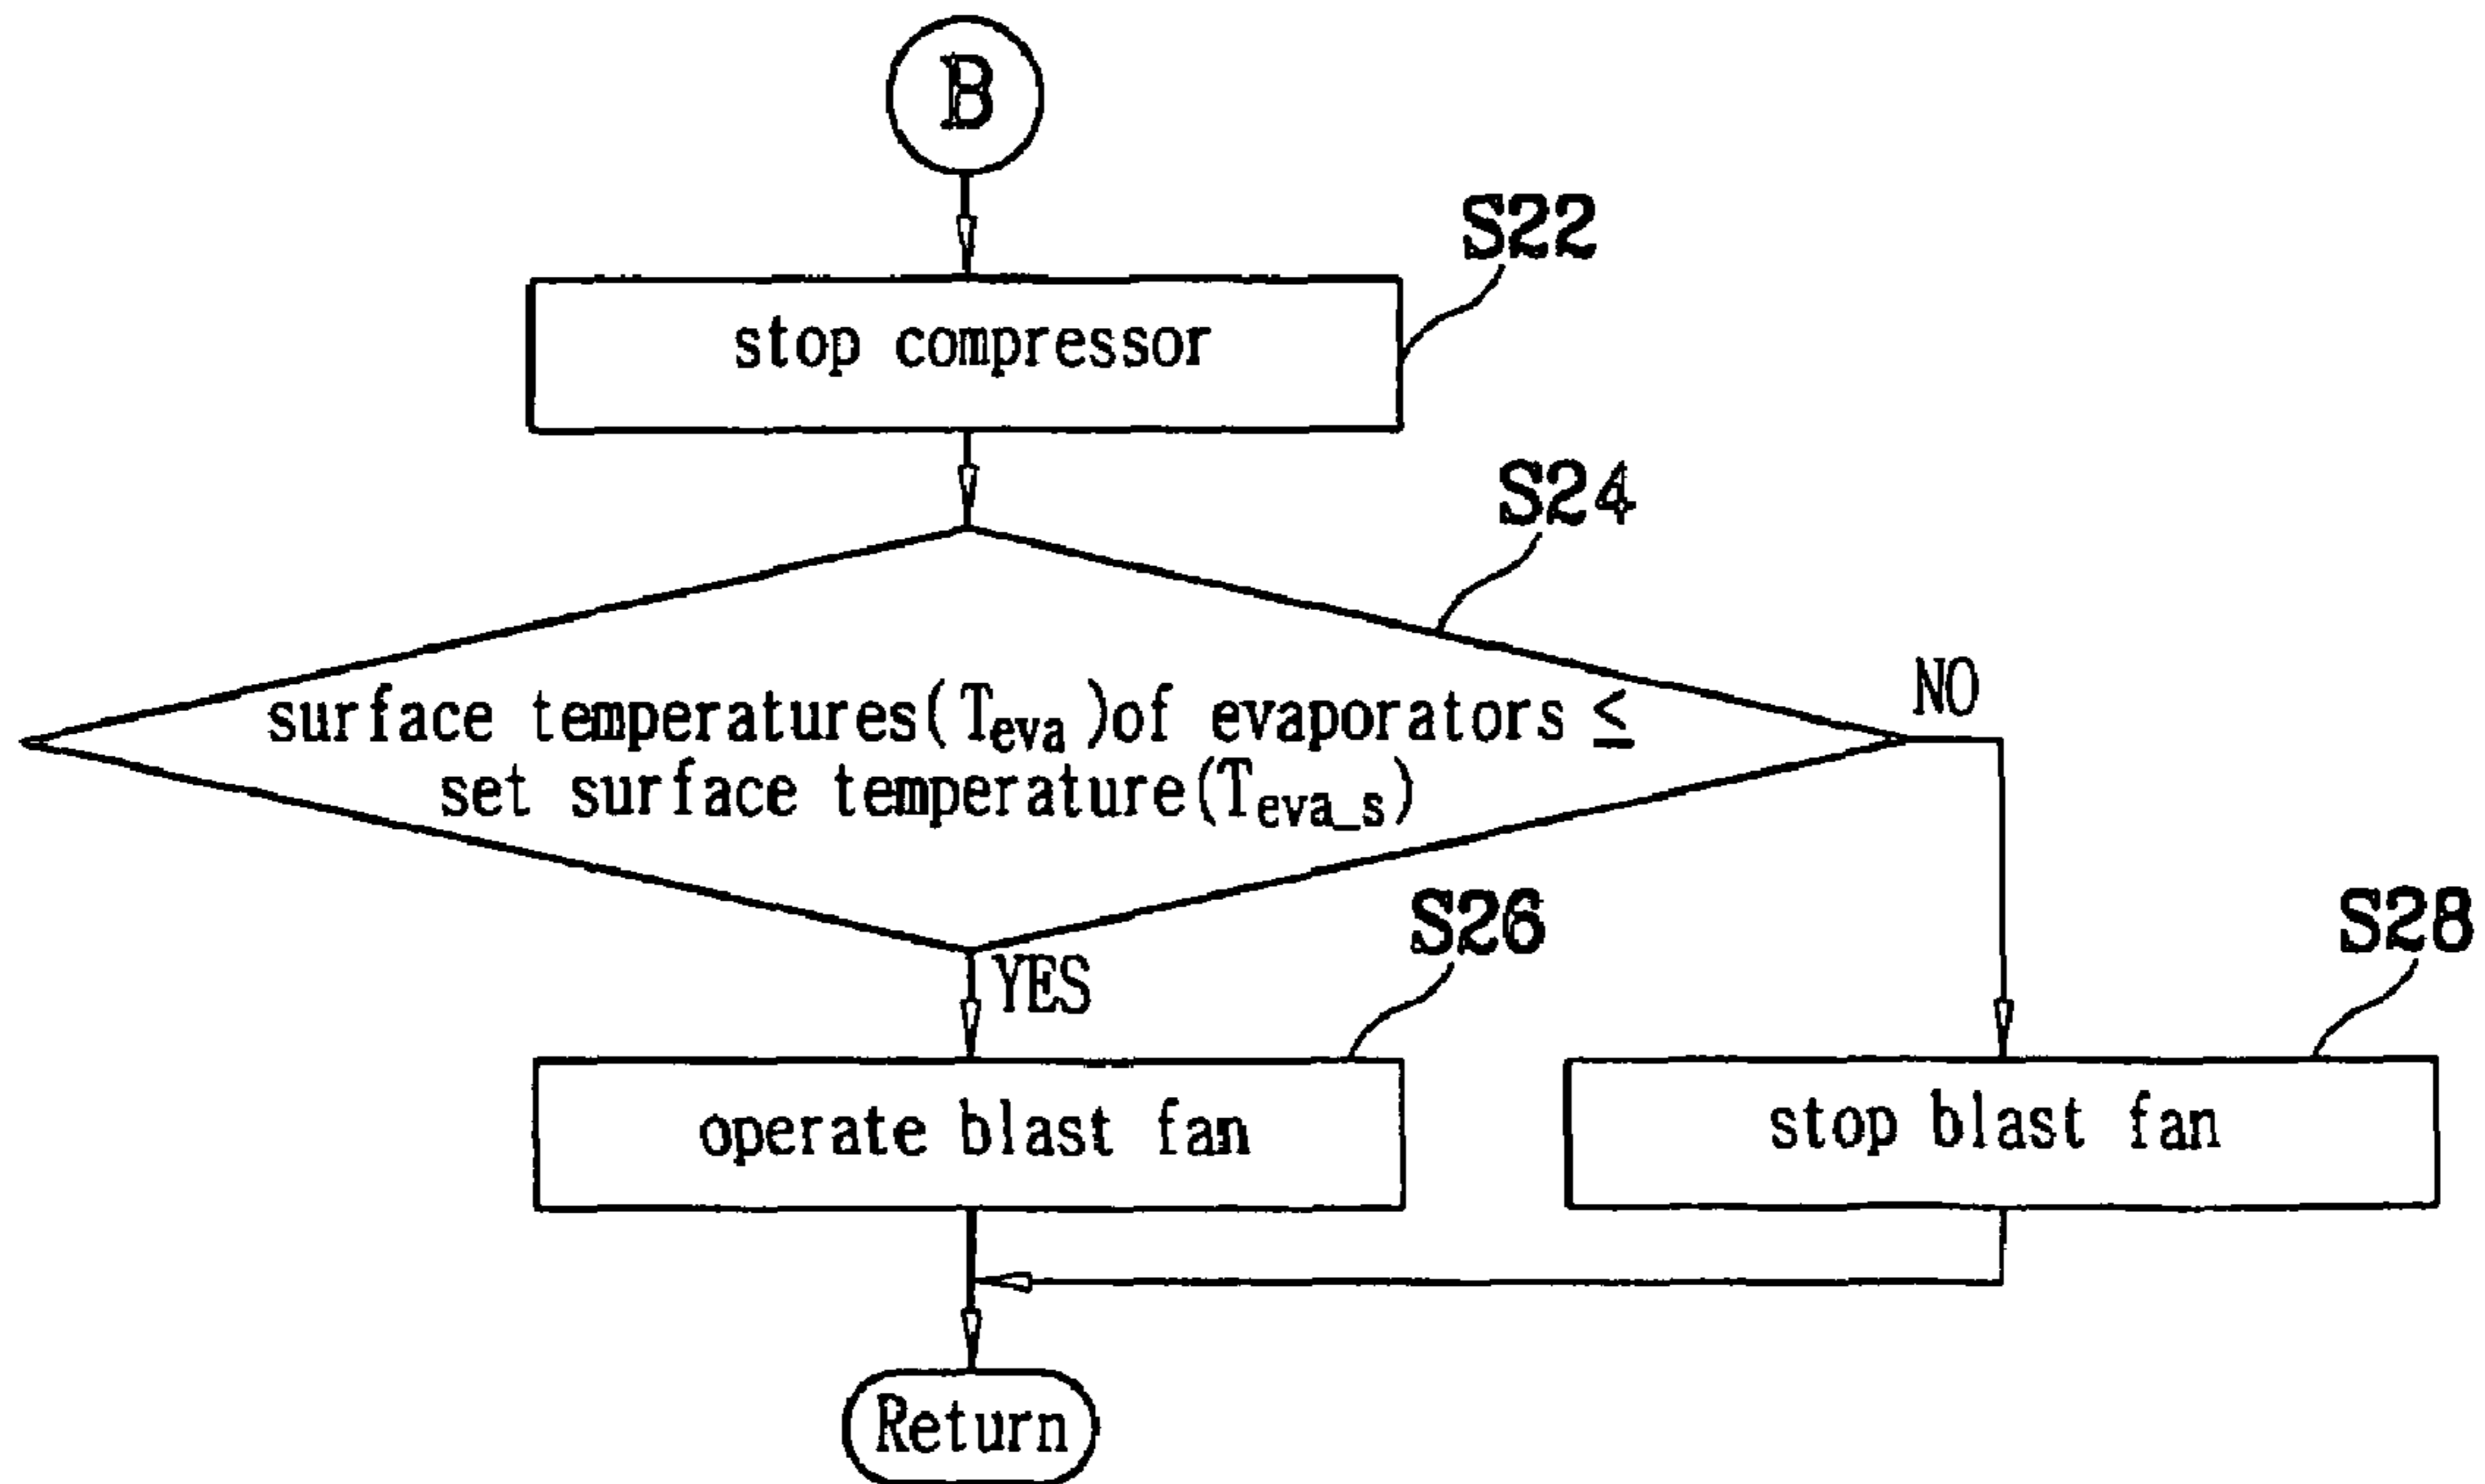 B
S22
stop compressor
S24
surface temperatures(Teva)of evaporators ≤
set surface temperature(Teva_s)
NO
YES
S26
S28
operate blast fan
stop blast fan
Return